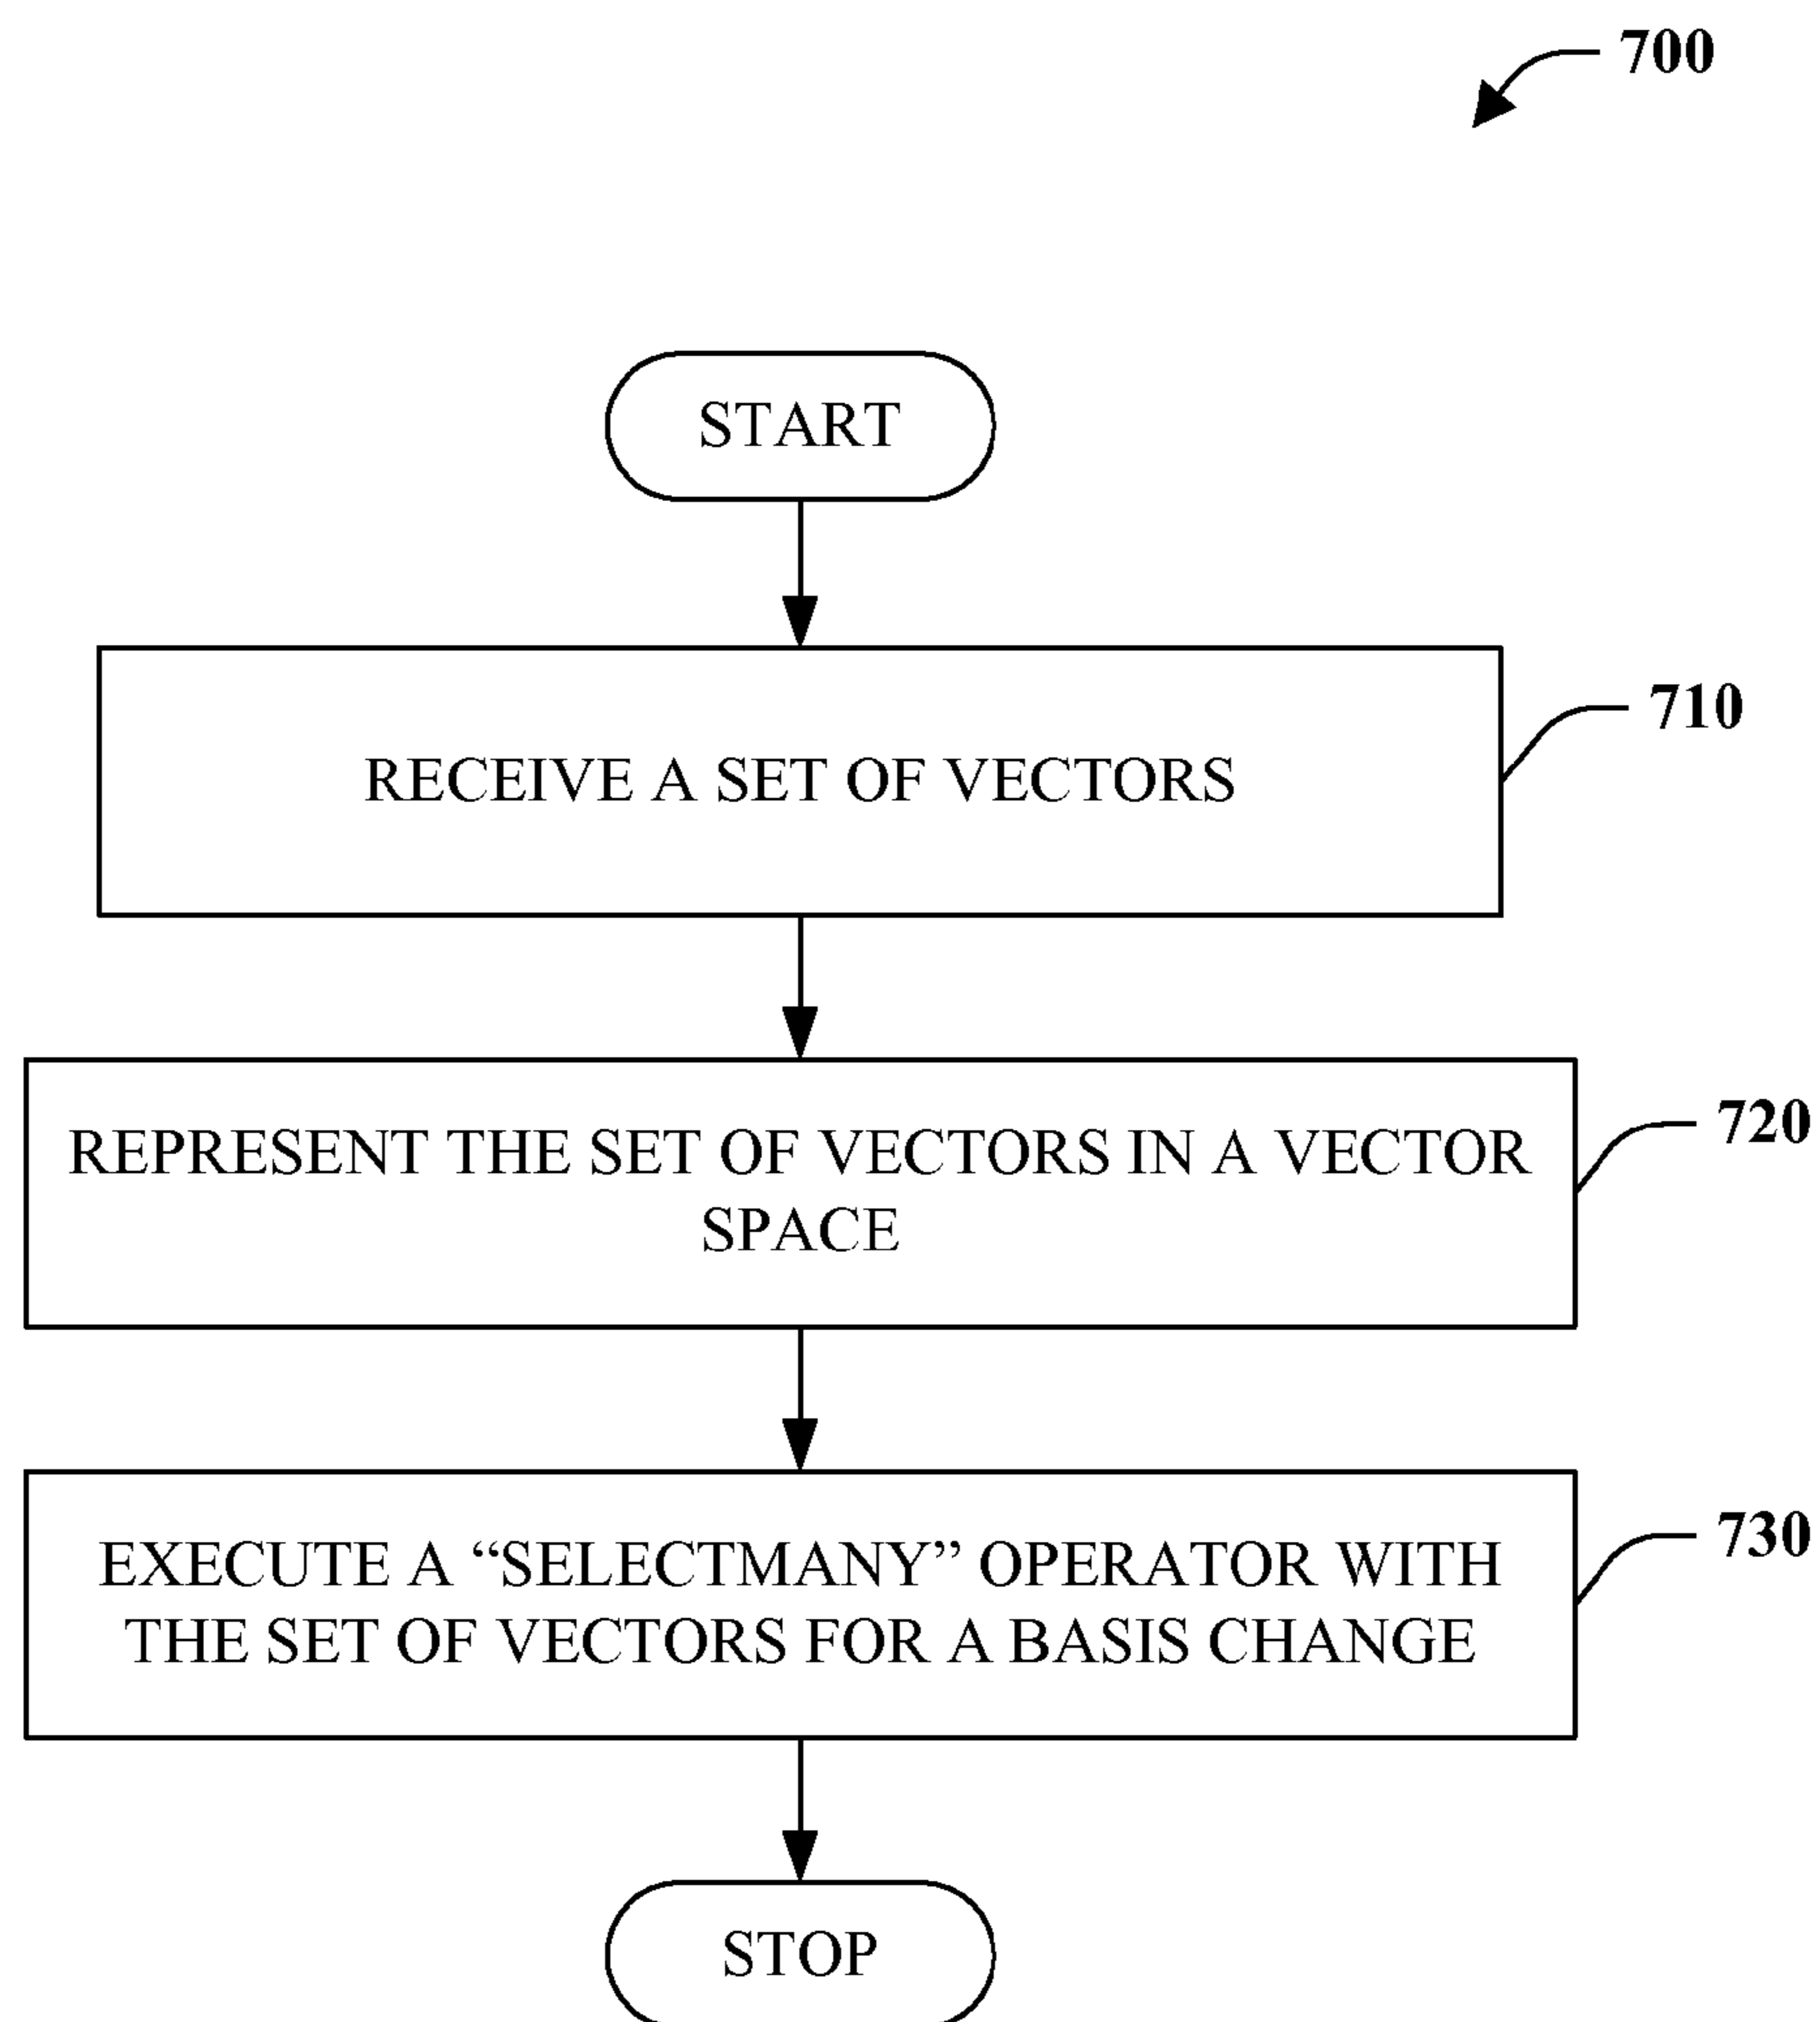 700
START
RECEIVE A SET OF VECTORS
710
REPRESENT THE SET OF VECTORS IN A VECTOR
SPACE
720
EXECUTE A “SELECTMANY” OPERATOR WITH
THE SET OF VECTORS FOR A BASIS CHANGE
730
STOP